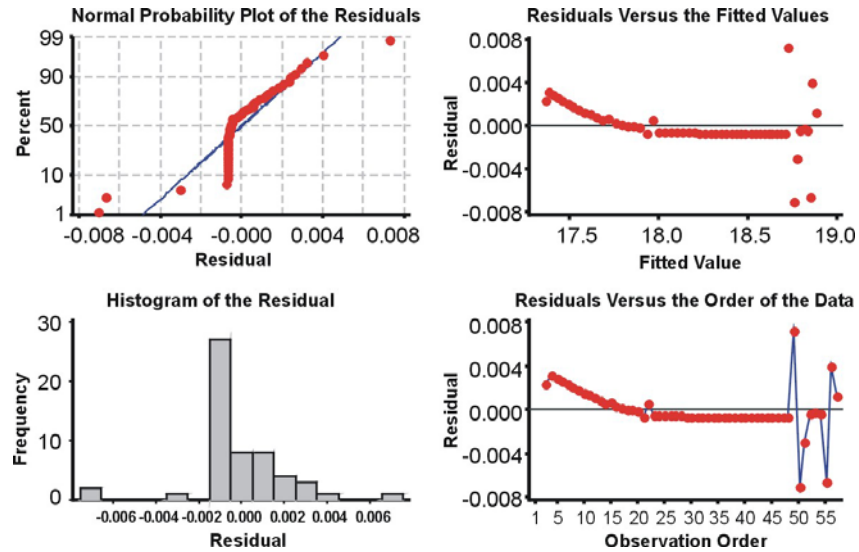 Normal Probability Plot of the Residuals
99
90
50
10
1
Percent
-0.008 -0.004 -0.000 0.004 0.008
Residual
Residuals Versus the Fitted Values
0.008
0.004
0.000
-0.004
-0.008
Residual
17.5 18.0 18.5 19.0
Fitted Value
Histogram of the Residual
30
20
10
0
Frequency
-0.006 -0.004 -0.002 0.000 0.002 0.004 0.006
Residual
Residuals Versus the Order of the Data
0.008
0.004
0.000
-0.004
-0.008
Residual
1 5 10 15 20 25 30 35 40 45 50 55
Observation Order